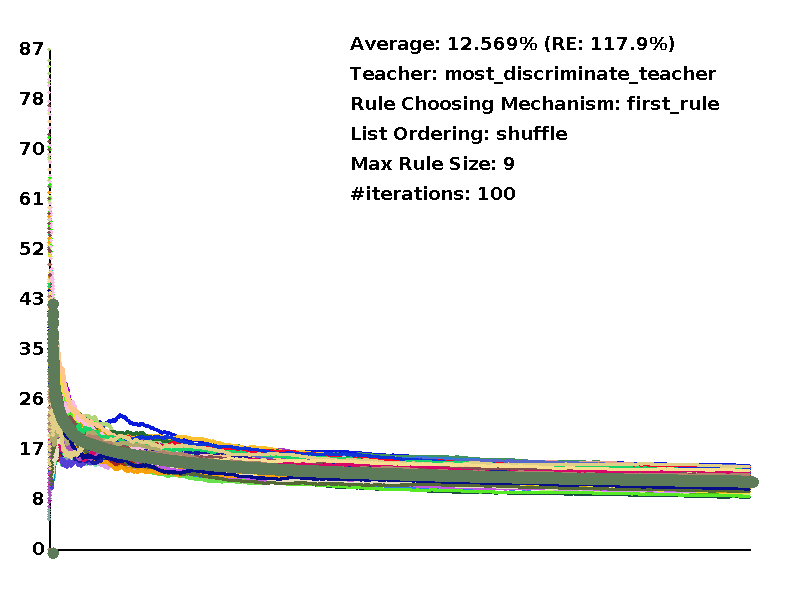 Average: 12.569% (RE: 117.9%)
Teacher: most_discriminate_teacher
Rule Choosing Mechanism: first_rule
List Ordering: shuffle
Max Rule Size: 9
#iterations: 100
87
78
70
61
52
43
35
26
17
8
0